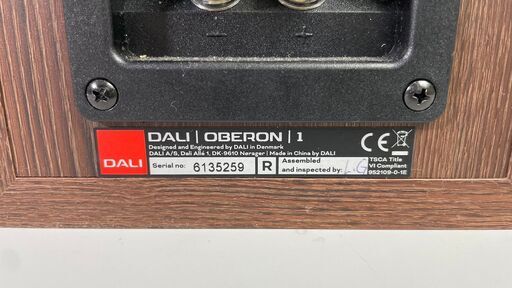 − +
DALI | OBERON | 1
Designed and Engineered by DALI in Denmark
DALI A/S, Dali Allé 1, DK-9610 Nørager | Made in China by DALI
DALI
Serial no: 6135259 R Assembled and inspected by: L.G
CE
TSCA Title
VI Compliant
952109-0-1E